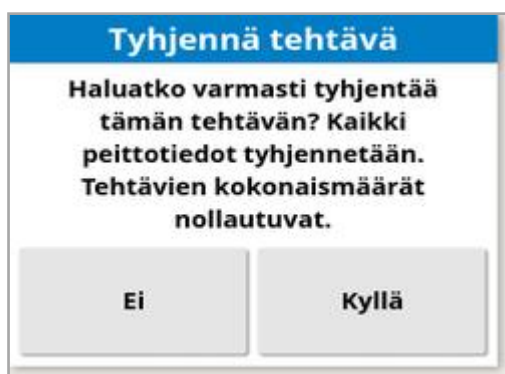 Tyhjennä tehtävä
Haluatko varmasti tyhjentää
tämän tehtävän? Kaikki
peittotiedot tyhjennetään.
Tehtävien kokonaismäärät
nollautuvat.
Ei
Kyllä